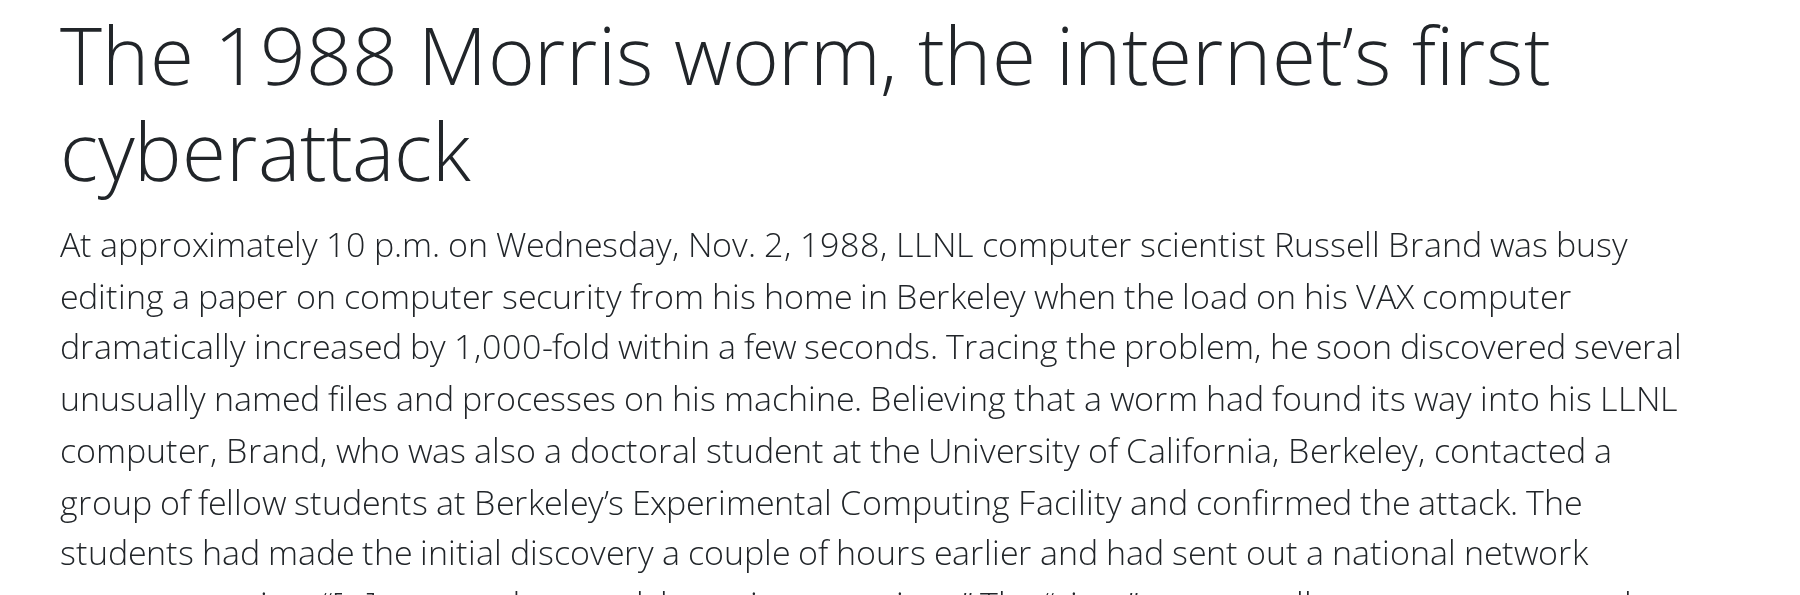 The 1988 Morris worm, the internet’s first
cyberattack
At approximately 10 p.m. on Wednesday, Nov. 2, 1988, LLNL computer scientist Russell Brand was busy
editing a paper on computer security from his home in Berkeley when the load on his VAX computer
dramatically increased by 1,000-fold within a few seconds. Tracing the problem, he soon discovered several
unusually named files and processes on his machine. Believing that a worm had found its way into his LLNL
computer, Brand, who was also a doctoral student at the University of California, Berkeley, contacted a
group of fellow students at Berkeley’s Experimental Computing Facility and confirmed the attack. The
students had made the initial discovery a couple of hours earlier and had sent out a national network